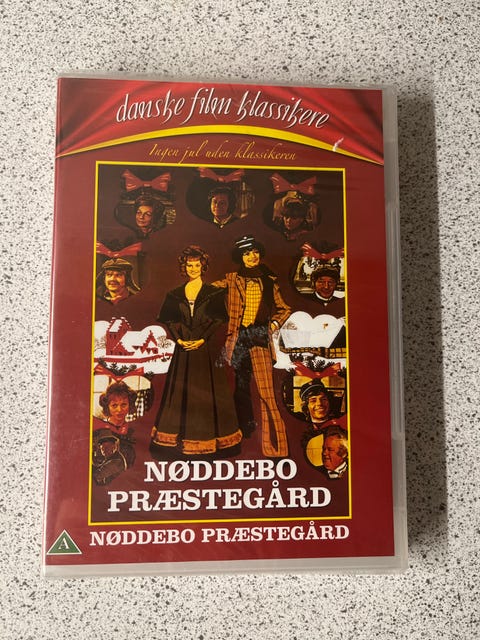 danske film klassikere
Ingen jul uden klassikeren
NØDDEBO
PRÆSTEGÅRD
A
NØDDEBO PRÆSTEGÅRD